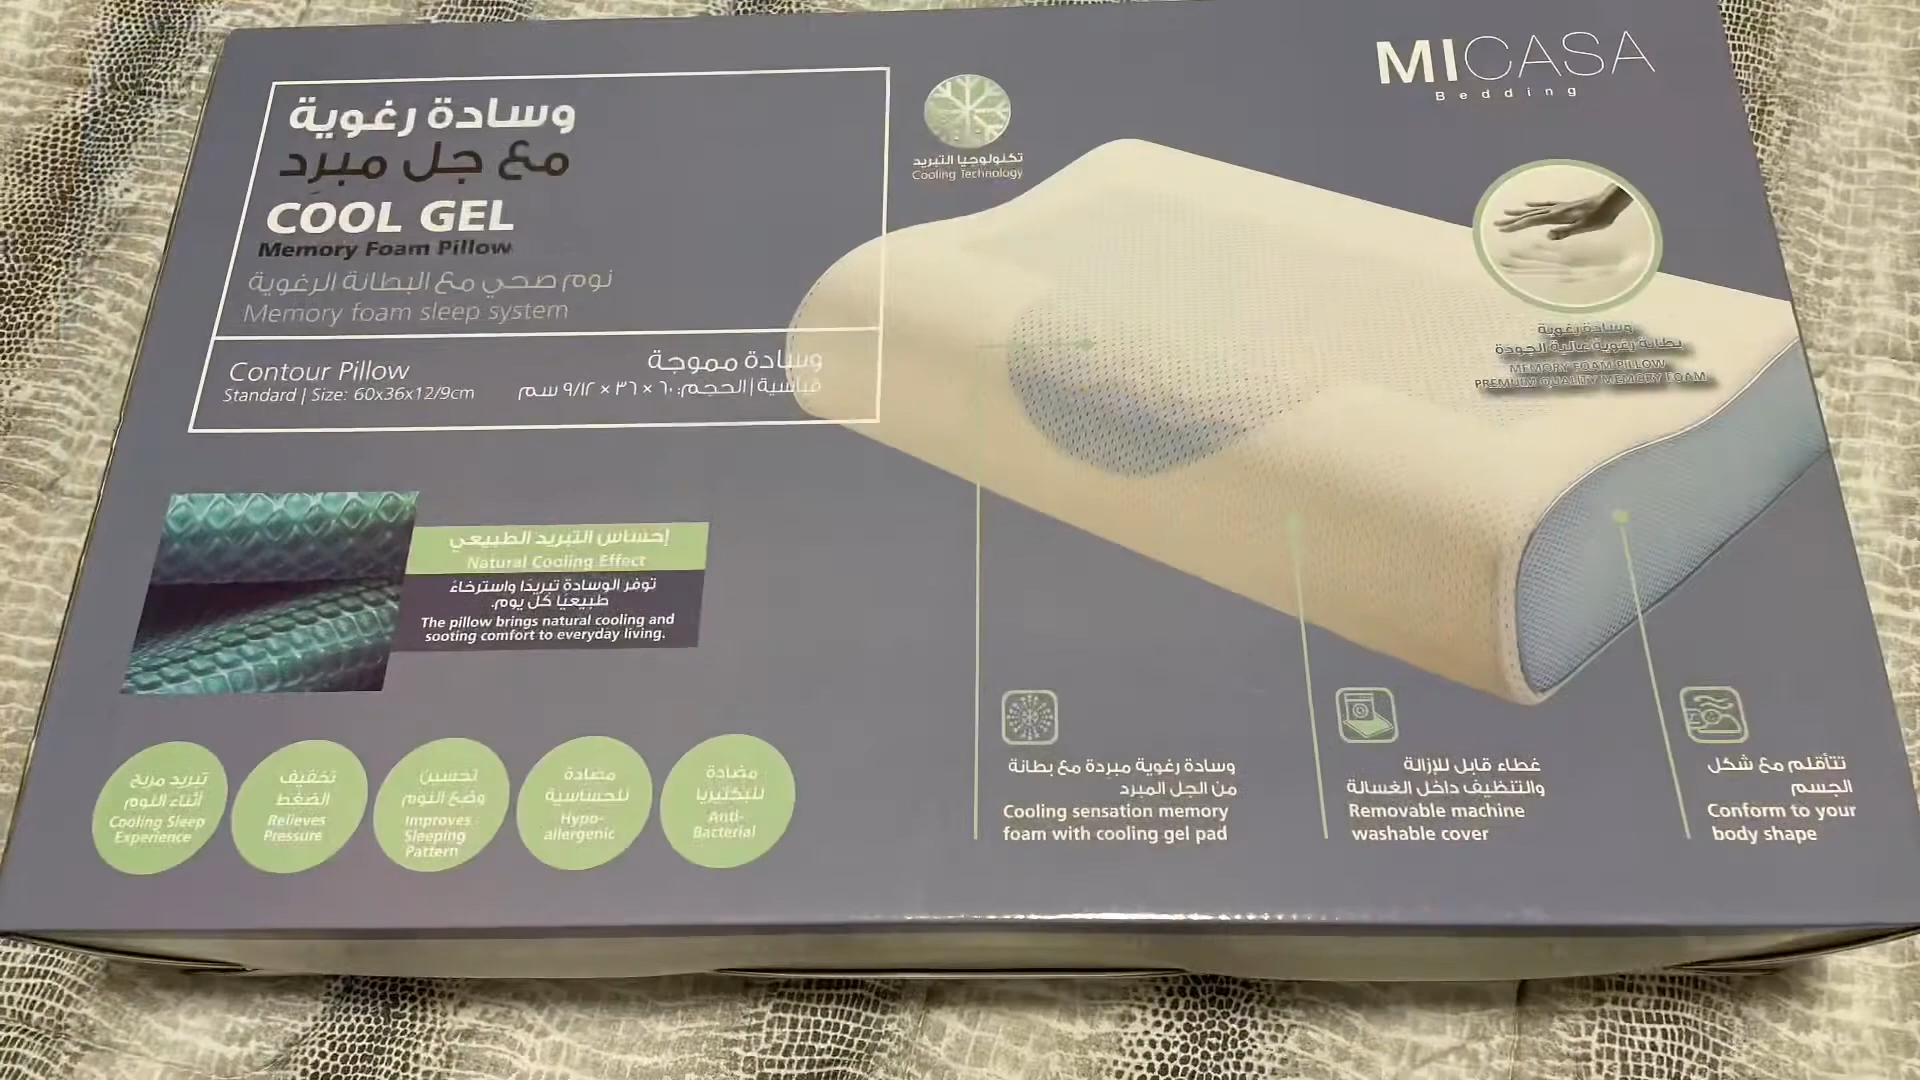 MICASA
Bedding
وسادة رغوية
مع جل مبرِد
COOL GEL
Memory Foam Pillow
نوم صحي مع البطانة الرغوية
Memory foam sleep system
Contour Pillow
Standard | Size: 60x36x12/9cm
وسادة مموجة
قياسية | الحجم: ٦٠ × ٣٦ × ٩/١٢ سم
تكنولوجيا التبريد
Cooling Technology
وسادة رغوية
بطانة رغوية عالية الجودة
MEMORY FOAM PILLOW
PREMIUM QUALITY MEMORY FOAM
إحساس التبريد الطبيعي
Natural Cooling Effect
توفر الوسادة تبريدًا واسترخاءً
طبيعيًا كل يوم.
The pillow brings natural cooling and
sooting comfort to everyday living.
تبريد مريح
أثناء النوم
Cooling Sleep
Experience
تخفيف
الضغط
Relieves
Pressure
تحسين
وضع النوم
Improves
Sleeping
Pattern
مضادة
للحساسية
Hypo-
allergenic
مضادة
للبكتيريا
Anti-
Bacterial
وسادة رغوية مبردة مع بطانة
من الجل المبرد
Cooling sensation memory
foam with cooling gel pad
غطاء قابل للإزالة
والتنظيف داخل الغسالة
Removable machine
washable cover
تتأقلم مع شكل
الجسم
Conform to your
body shape